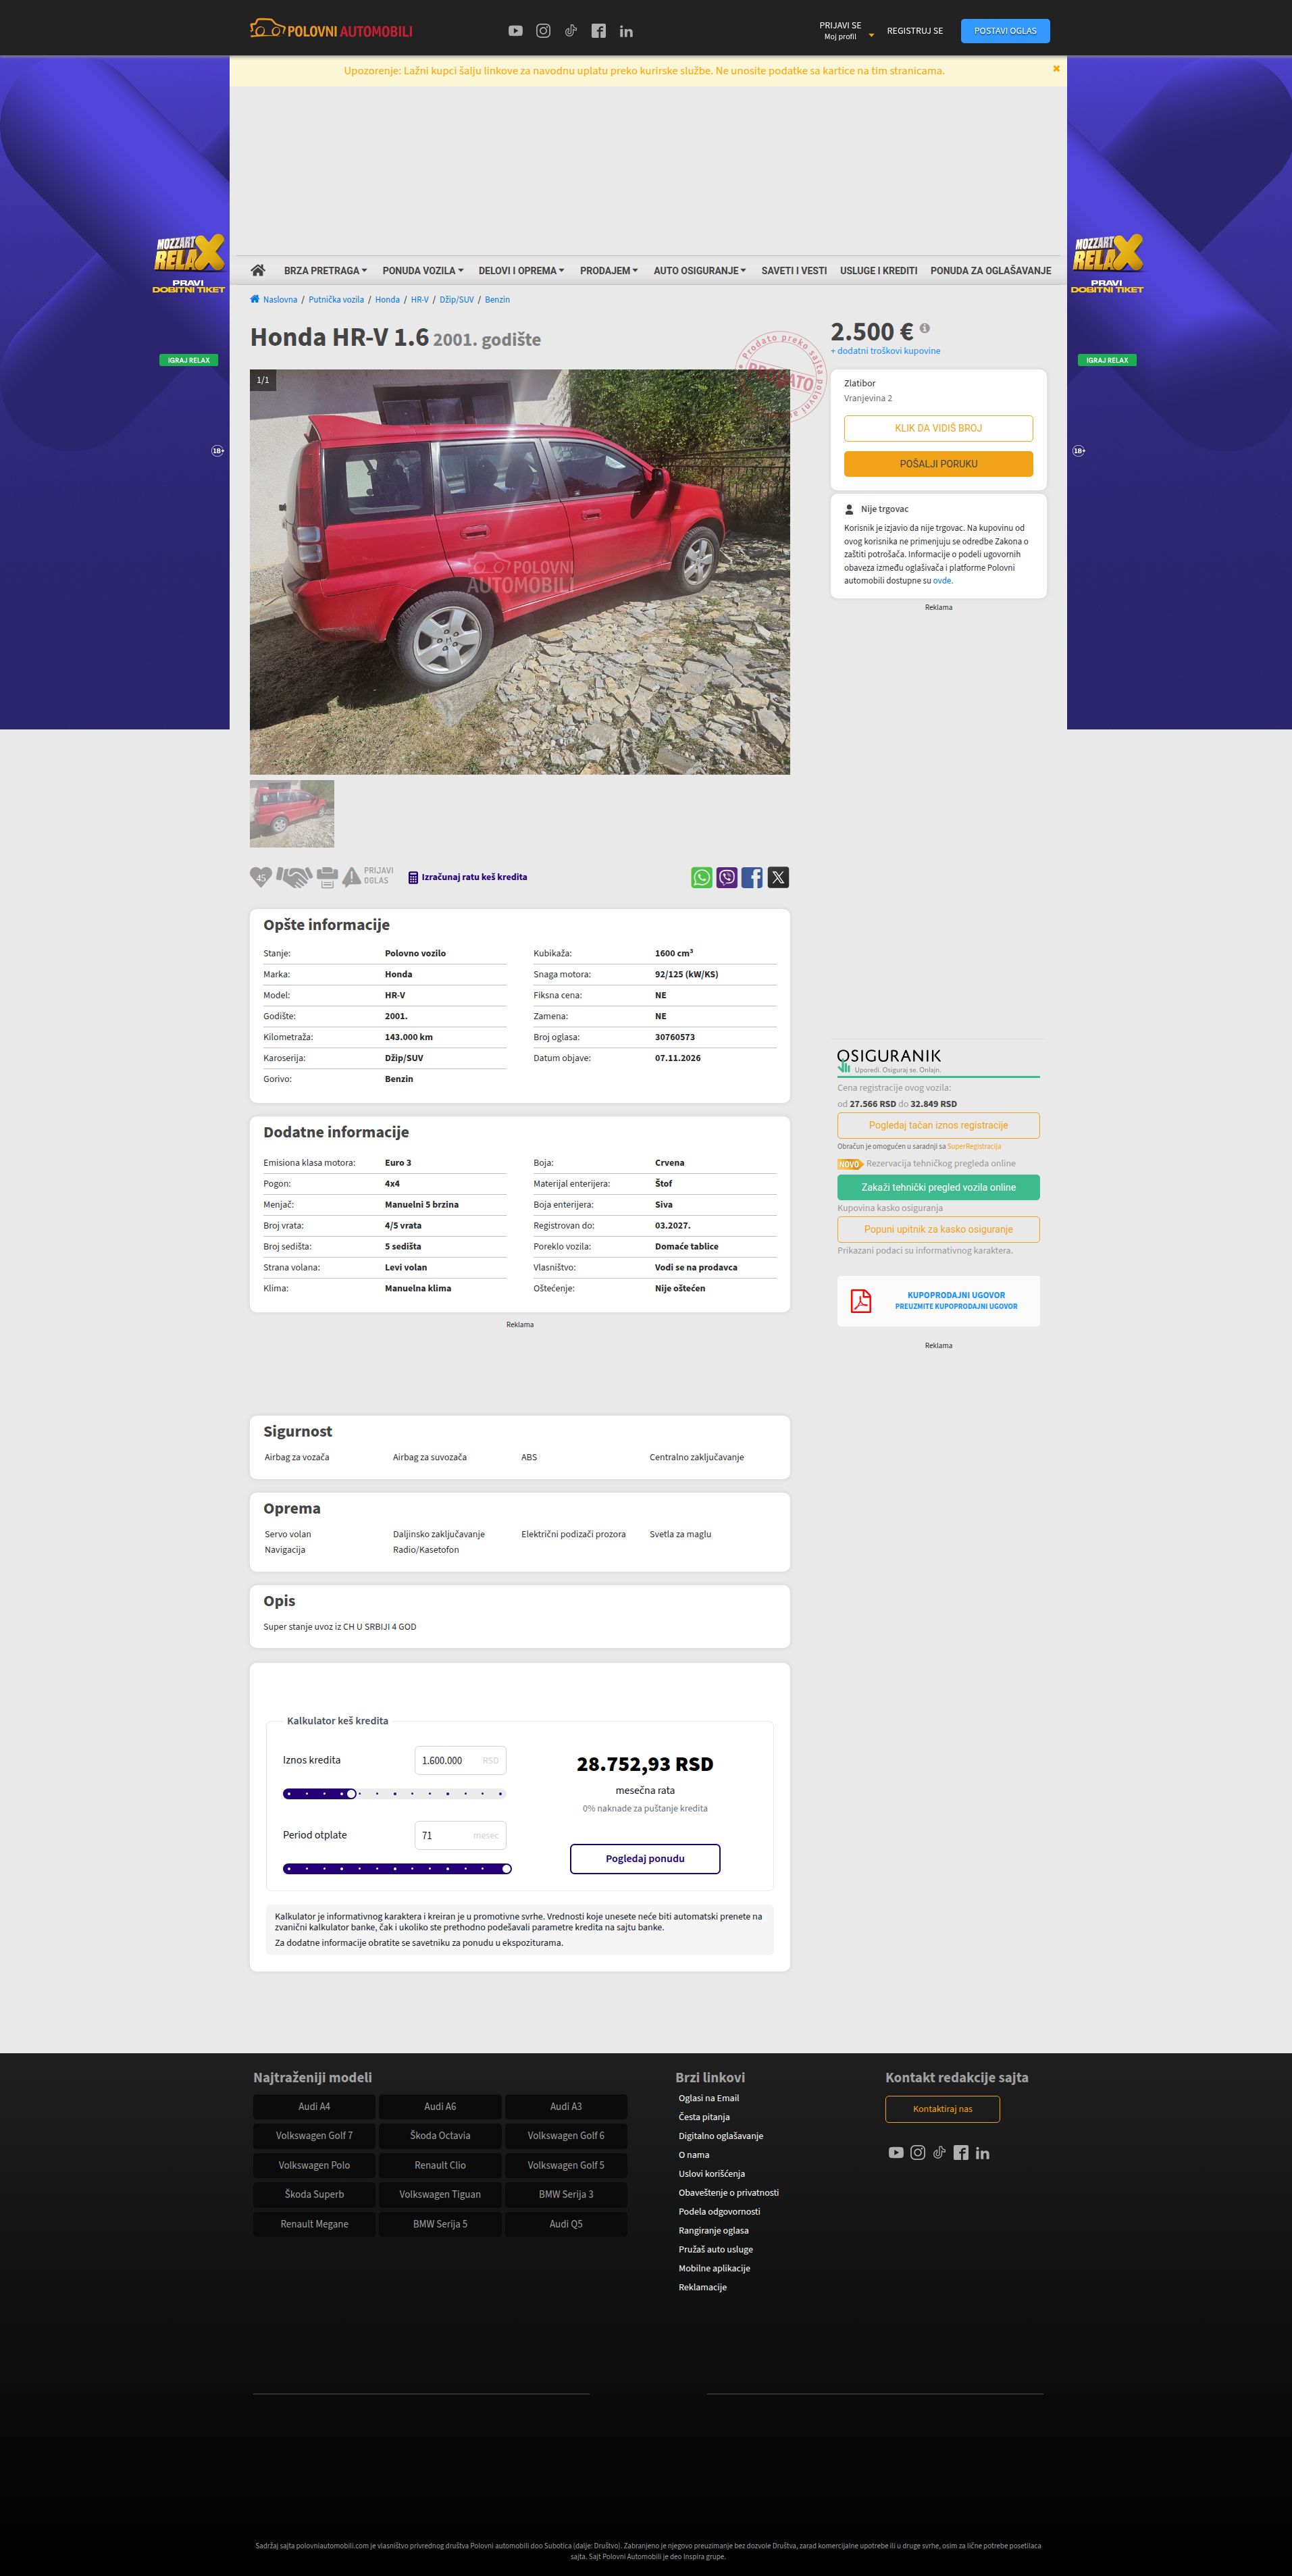 POLOVNI AUTOMOBILI
PRIJAVI SE
Moj profil
REGISTRUJ SE
POSTAVI OGLAS
Upozorenje: Lažni kupci šalju linkove za navodnu uplatu preko kurirske službe. Ne unosite podatke sa kartice na tim stranicama.
MOZZART
RELAX
PRAVI
DOBITNI TIKET
IGRAJ RELAX
18+
MOZZART
RELAX
PRAVI
DOBITNI TIKET
IGRAJ RELAX
18+
BRZA PRETRAGA
PONUDA VOZILA
DELOVI I OPREMA
PRODAJEM
AUTO OSIGURANJE
SAVETI I VESTI
USLUGE I KREDITI
PONUDA ZA OGLAŠAVANJE
Naslovna / Putnička vozila / Honda / HR-V / Džip/SUV / Benzin
Honda HR-V 1.6 2001. godište
2.500 €
+ dodatni troškovi kupovine
1/1
Prodato preko sajta polovni
POLOVNI
AUTOMOBILI
Zlatibor
Vranjevina 2
KLIK DA VIDIŠ BROJ
POŠALJI PORUKU
Nije trgovac
Korisnik je izjavio da nije trgovac. Na kupovinu od
ovog korisnika ne primenjuju se odredbe Zakona o
zaštiti potrošača. Informacije o podeli ugovornih
obaveza između oglašivača i platforme Polovni
automobili dostupne su ovde.
Reklama
45
PRIJAVI
OGLAS
Izračunaj ratu keš kredita
Opšte informacije
Stanje: Polovno vozilo
Marka: Honda
Model: HR-V
Godište: 2001.
Kilometraža: 143.000 km
Karoserija: Džip/SUV
Gorivo: Benzin
Kubikaža: 1600 cm³
Snaga motora: 92/125 (kW/KS)
Fiksna cena: NE
Zamena: NE
Broj oglasa: 30760573
Datum objave: 07.11.2026
Dodatne informacije
Emisiona klasa motora: Euro 3
Pogon: 4x4
Menjač: Manuelni 5 brzina
Broj vrata: 4/5 vrata
Broj sedišta: 5 sedišta
Strana volana: Levi volan
Klima: Manuelna klima
Boja: Crvena
Materijal enterijera: Štof
Boja enterijera: Siva
Registrovan do: 03.2027.
Poreklo vozila: Domaće tablice
Vlasništvo: Vodi se na prodavca
Oštećenje: Nije oštećen
Reklama
OSIGURANIK
Uporedi. Osiguraj se. Onlajn.
Cena registracije ovog vozila:
od 27.566 RSD do 32.849 RSD
Pogledaj tačan iznos registracije
Obračun je omogućen u saradnji sa SuperRegistracija
NOVO Rezervacija tehničkog pregleda online
Zakaži tehnički pregled vozila online
Kupovina kasko osiguranja
Popuni upitnik za kasko osiguranje
Prikazani podaci su informativnog karaktera.
KUPOPRODAJNI UGOVOR
PREUZMITE KUPOPRODAJNI UGOVOR
Reklama
Sigurnost
Airbag za vozača
Airbag za suvozača
ABS
Centralno zaključavanje
Oprema
Servo volan
Daljinsko zaključavanje
Električni podizači prozora
Svetla za maglu
Navigacija
Radio/Kasetofon
Opis
Super stanje uvoz iz CH U SRBIJI 4 GOD
Kalkulator keš kredita
Iznos kredita
1.600.000 RSD
Period otplate
71 mesec
28.752,93 RSD
mesečna rata
0% naknade za puštanje kredita
Pogledaj ponudu
Kalkulator je informativnog karaktera i kreiran je u promotivne svrhe. Vrednosti koje unesete neće biti automatski prenete na
zvanični kalkulator banke, čak i ukoliko ste prethodno podešavali parametre kredita na sajtu banke.
Za dodatne informacije obratite se savetniku za ponudu u ekspoziturama.
Najtraženiji modeli
Audi A4
Audi A6
Audi A3
Volkswagen Golf 7
Škoda Octavia
Volkswagen Golf 6
Volkswagen Polo
Renault Clio
Volkswagen Golf 5
Škoda Superb
Volkswagen Tiguan
BMW Serija 3
Renault Megane
BMW Serija 5
Audi Q5
Brzi linkovi
Oglasi na Email
Česta pitanja
Digitalno oglašavanje
O nama
Uslovi korišćenja
Obaveštenje o privatnosti
Podela odgovornosti
Rangiranje oglasa
Pružaš auto usluge
Mobilne aplikacije
Reklamacije
Kontakt redakcije sajta
Kontaktiraj nas
Sadržaj sajta polovniautomobili.com je vlasništvo privrednog društva Polovni automobili doo Subotica (dalje: Društvo). Zabranjeno je njegovo preuzimanje bez dozvole Društva, zarad komercijalne upotrebe ili u druge svrhe, osim za lične potrebe posetilaca
sajta. Sajt Polovni Automobili je deo Inspira grupe.